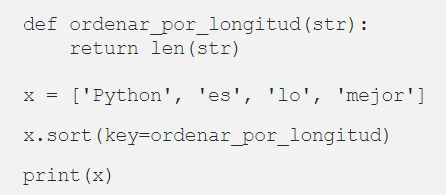 def ordenar_por_longitud(str):
    return len(str)
x = ['Python', 'es', 'lo', 'mejor']
x.sort(key=ordenar_por_longitud)
print(x)